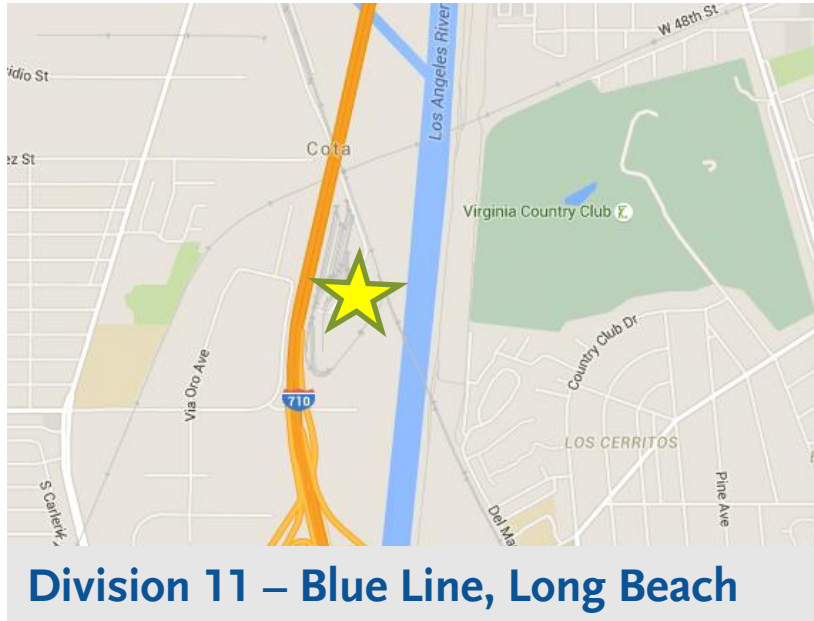 W 48th St
Los Angeles River
idio St
Cota
ez St
Virginia Country Club
Country Club Dr
Via Oro Ave
710
LOS CERRITOS
Pine Ave
S Carleri
Del Ma
Division 11 – Blue Line, Long Beach